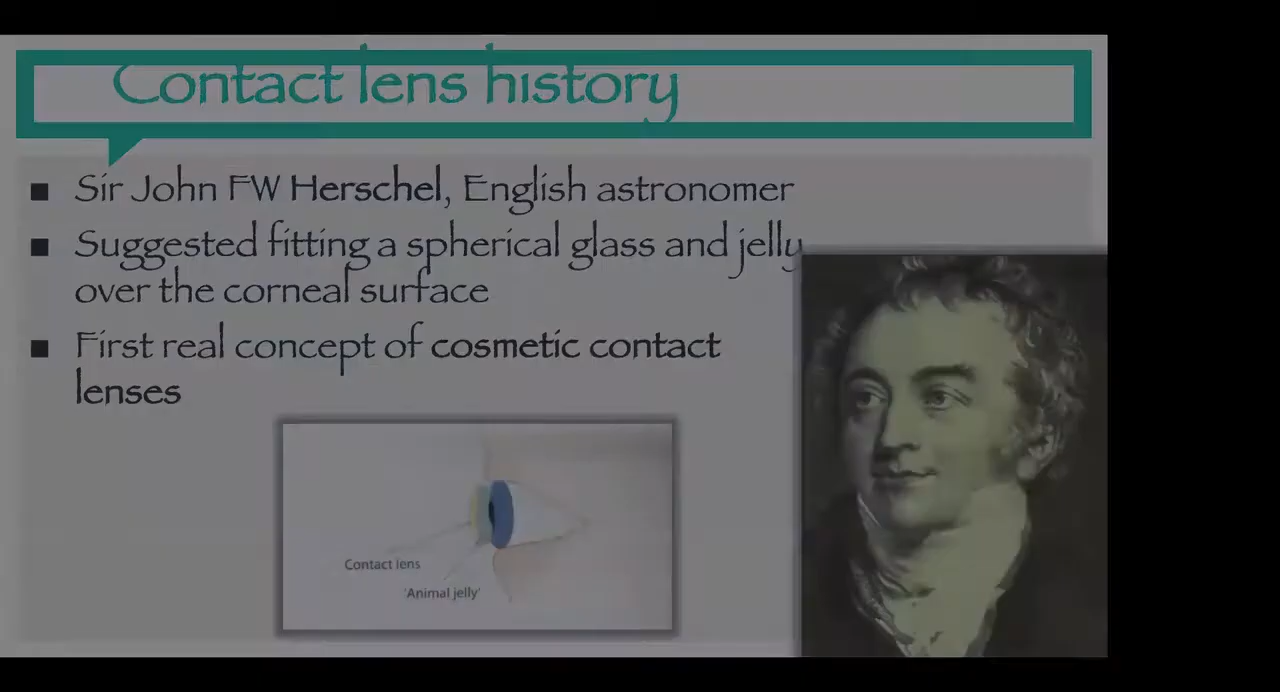 Contact lens history
Sir John FW Herschel, English astronomer
Suggested fitting a spherical glass and jelly
over the corneal surface
First real concept of cosmetic contact
lenses
Contact lens
'Animal jelly'